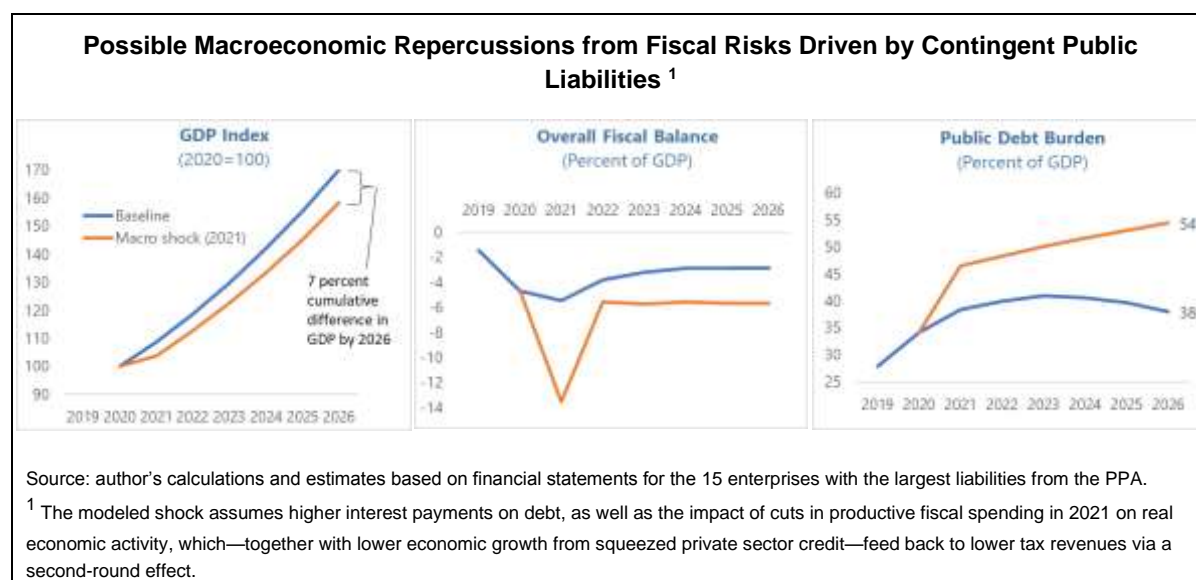 Possible Macroeconomic Repercussions from Fiscal Risks Driven by Contingent Public
Liabilities ¹
GDP Index
(2020=100)
170
160
150
140
130
120
110
100
90
Baseline
Macro shock (2021)
7 percent
cumulative
difference in
GDP by 2026
2019 2020 2021 2022 2023 2024 2025 2026
Overall Fiscal Balance
(Percent of GDP)
2019 2020 2021 2022 2023 2024 2025 2026
0
-2
-4
-6
-8
-10
-12
-14
Public Debt Burden
(Percent of GDP)
60
55
50
45
40
35
30
25
54
38
2019 2020 2021 2022 2023 2024 2025 2026
Source: author’s calculations and estimates based on financial statements for the 15 enterprises with the largest liabilities from the PPA.
¹ The modeled shock assumes higher interest payments on debt, as well as the impact of cuts in productive fiscal spending in 2021 on real
economic activity, which—together with lower economic growth from squeezed private sector credit—feed back to lower tax revenues via a
second-round effect.